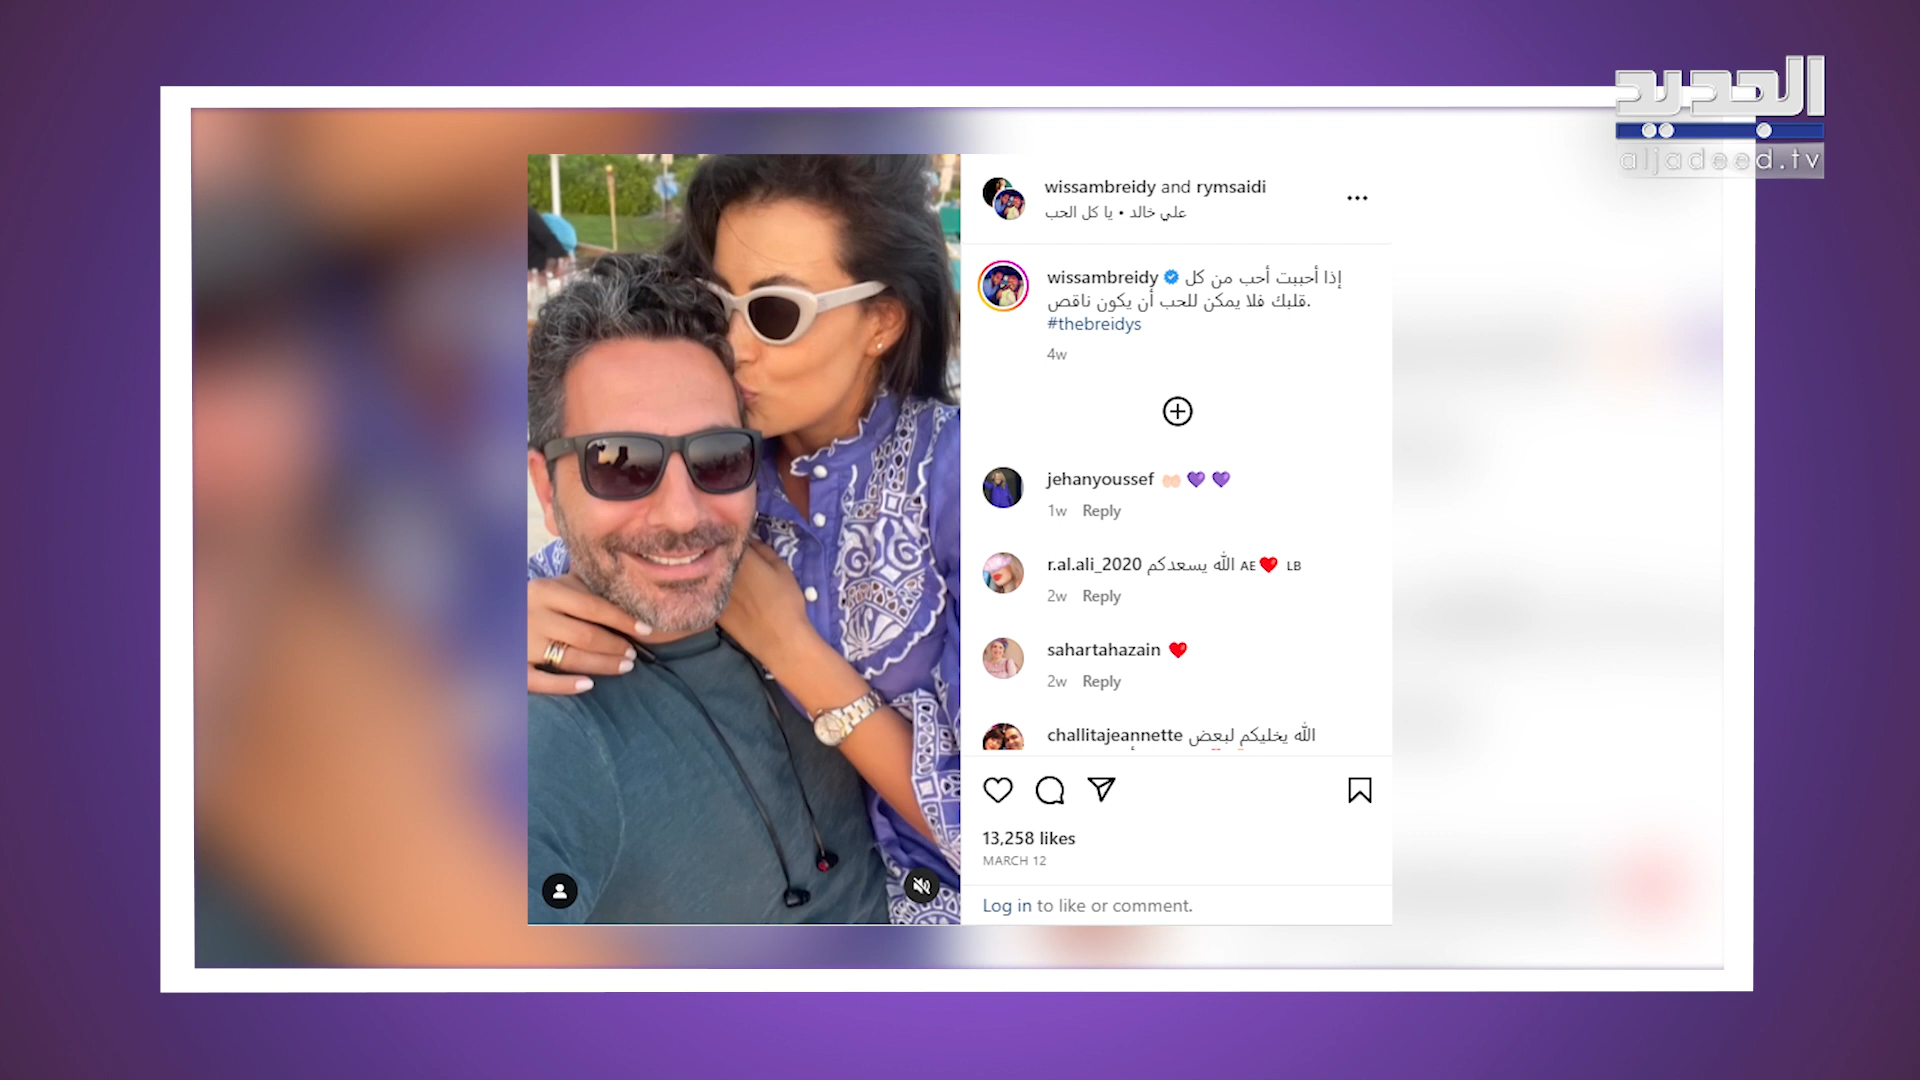 الجديد
aljadeed.tv
wissambreidy and rymsaidi
علي خالد • يا كل الحب
wissambreidy إذا أحببت أحب من كل
قلبك فلا يمكن للحب أن يكون ناقص.
#thebreidys
4w
jehanyoussef 🤲🏻💜💜
1w Reply
r.al.ali_2020 الله يسعدكم AE❤️ LB
2w Reply
sahartahazain ❤️
2w Reply
challitajeannette الله يخليكم لبعض
13,258 likes
MARCH 12
Log in to like or comment.